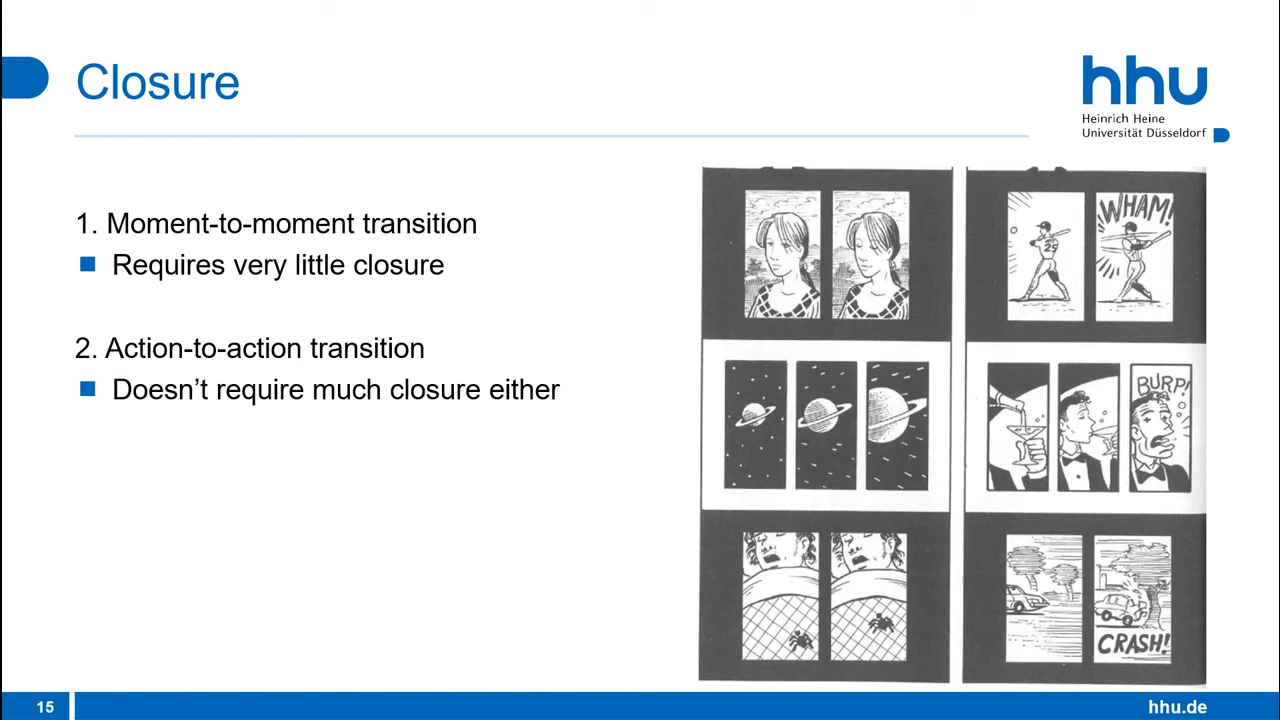 Closure
hhu
Heinrich Heine
Universität Düsseldorf
1. Moment-to-moment transition
Requires very little closure
2. Action-to-action transition
Doesn’t require much closure either
25
WHAM!
BURP!
CRASH!
15
hhu.de